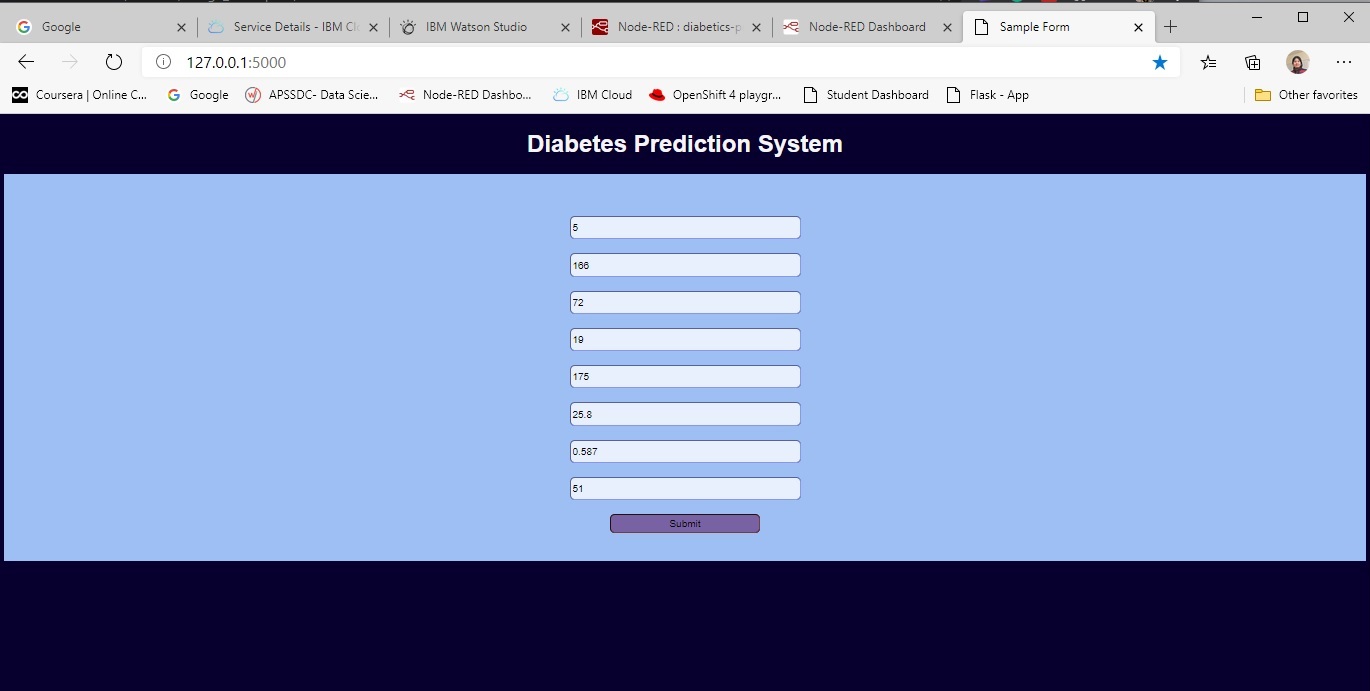 Google Service Details - IBM Cl IBM Watson Studio Node-RED : diabetics-p Node-RED Dashboard Sample Form
127.0.0.1:5000
Coursera | Online C... Google APSSDC- Data Scie... Node-RED Dashbo... IBM Cloud OpenShift 4 playgr... Student Dashboard Flask - App Other favorites
Diabetes Prediction System
5
166
72
19
175
25.8
0.587
51
Submit